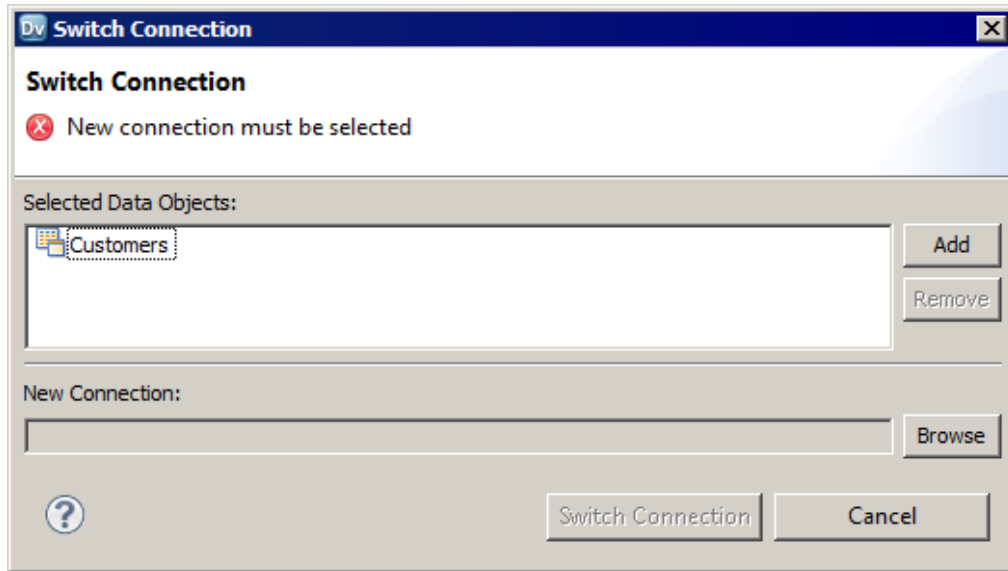 Dv Switch Connection
Switch Connection
New connection must be selected
Selected Data Objects:
Customers
Add
Remove
New Connection:
Browse
?
Switch Connection
Cancel